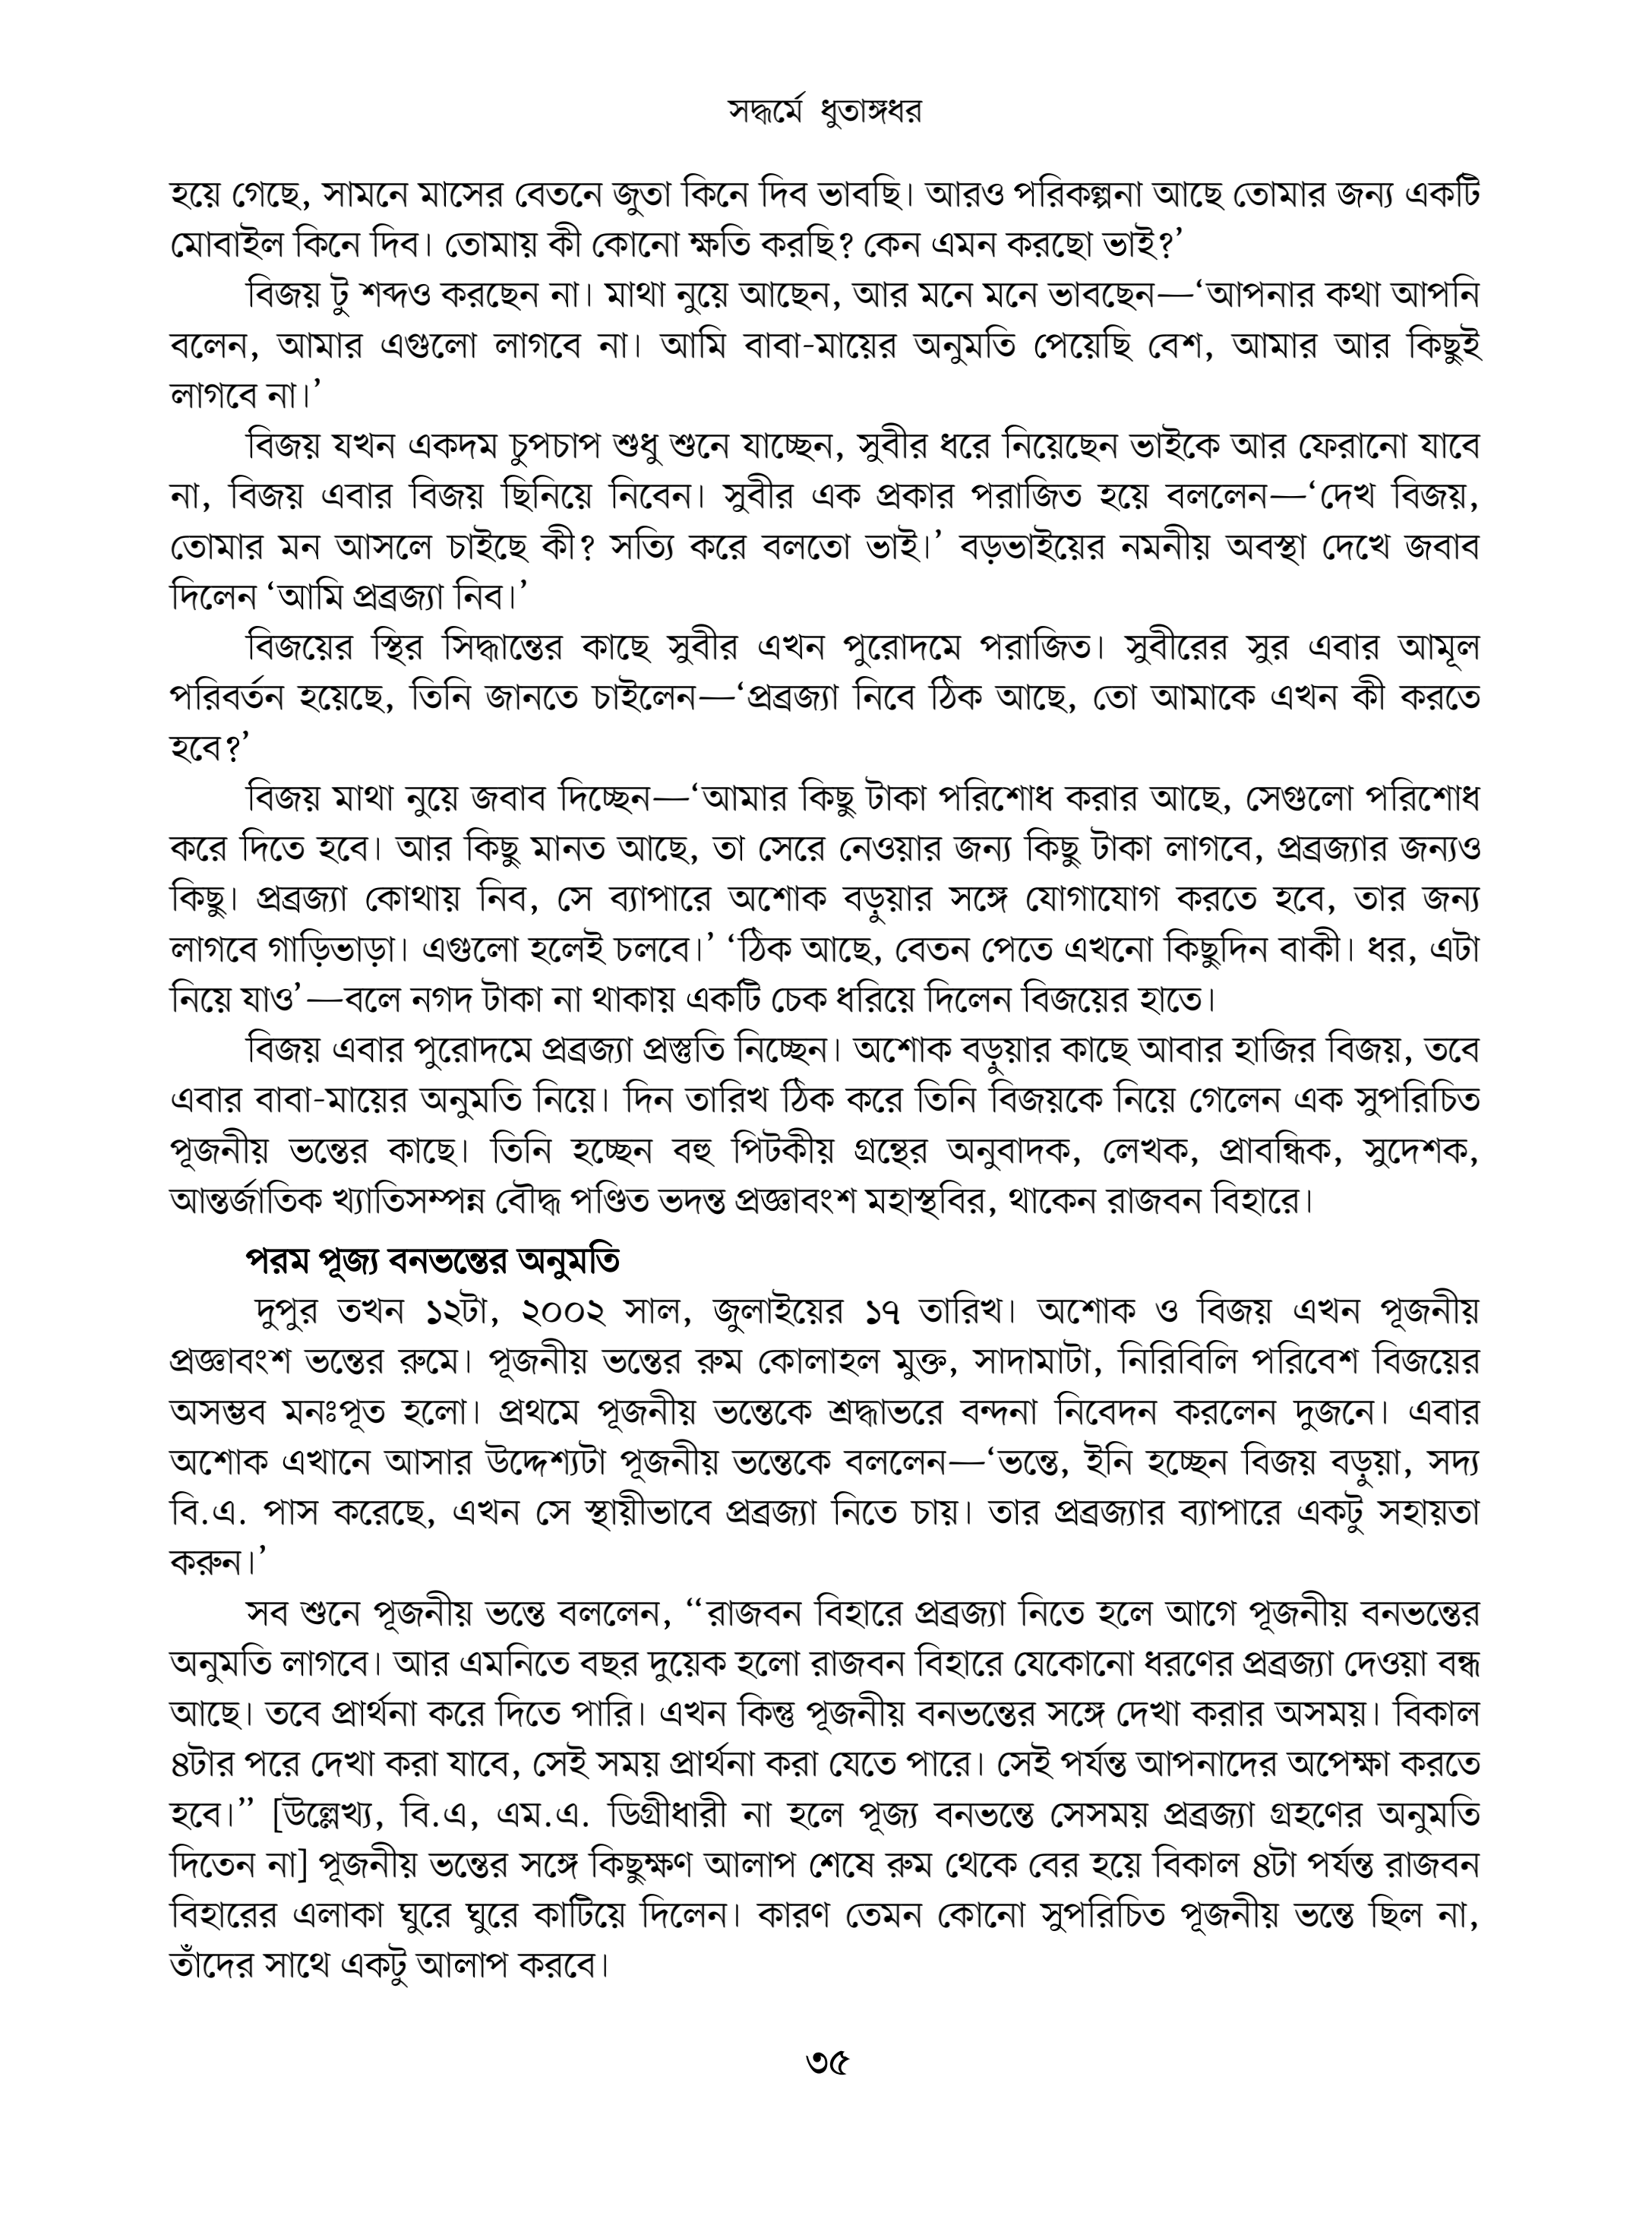 সদ্ধর্মে ধুতাঙ্গধর
হয়ে গেছে, সামনে মাসের বেতনে জুতা কিনে দিব ভাবছি। আরও পরিকল্পনা আছে তোমার জন্য একটি
মোবাইল কিনে দিব। তোমায় কী কোনো ক্ষতি করছি? কেন এমন করছো ভাই?’
বিজয় টু শব্দও করছেন না। মাথা নুয়ে আছেন, আর মনে মনে ভাবছেন—‘আপনার কথা আপনি
বলেন, আমার এগুলো লাগবে না। আমি বাবা-মায়ের অনুমতি পেয়েছি বেশ, আমার আর কিছুই
লাগবে না।’
বিজয় যখন একদম চুপচাপ শুধু শুনে যাচ্ছেন, সুবীর ধরে নিয়েছেন ভাইকে আর ফেরানো যাবে
না, বিজয় এবার বিজয় ছিনিয়ে নিবেন। সুবীর এক প্রকার পরাজিত হয়ে বললেন—‘দেখ বিজয়,
তোমার মন আসলে চাইছে কী? সত্যি করে বলতো ভাই।’ বড়ভাইয়ের নমনীয় অবস্থা দেখে জবাব
দিলেন ‘আমি প্রব্রজ্যা নিব।’
বিজয়ের স্থির সিদ্ধান্তের কাছে সুবীর এখন পুরোদমে পরাজিত। সুবীরের সুর এবার আমূল
পরিবর্তন হয়েছে, তিনি জানতে চাইলেন—‘প্রব্রজ্যা নিবে ঠিক আছে, তো আমাকে এখন কী করতে
হবে?’
বিজয় মাথা নুয়ে জবাব দিচ্ছেন—‘আমার কিছু টাকা পরিশোধ করার আছে, সেগুলো পরিশোধ
করে দিতে হবে। আর কিছু মানত আছে, তা সেরে নেওয়ার জন্য কিছু টাকা লাগবে, প্রব্রজ্যার জন্যও
কিছু। প্রব্রজ্যা কোথায় নিব, সে ব্যাপারে অশোক বড়ুয়ার সঙ্গে যোগাযোগ করতে হবে, তার জন্য
লাগবে গাড়িভাড়া। এগুলো হলেই চলবে।’ ‘ঠিক আছে, বেতন পেতে এখনো কিছুদিন বাকী। ধর, এটা
নিয়ে যাও’—বলে নগদ টাকা না থাকায় একটি চেক ধরিয়ে দিলেন বিজয়ের হাতে।
বিজয় এবার পুরোদমে প্রব্রজ্যা প্রস্তুতি নিচ্ছেন। অশোক বড়ুয়ার কাছে আবার হাজির বিজয়, তবে
এবার বাবা-মায়ের অনুমতি নিয়ে। দিন তারিখ ঠিক করে তিনি বিজয়কে নিয়ে গেলেন এক সুপরিচিত
পূজনীয় ভন্তের কাছে। তিনি হচ্ছেন বহু পিটকীয় গ্রন্থের অনুবাদক, লেখক, প্রাবন্ধিক, সুদেশক,
আন্তর্জাতিক খ্যাতিসম্পন্ন বৌদ্ধ পণ্ডিত ভদন্ত প্রজ্ঞাবংশ মহাস্থবির, থাকেন রাজবন বিহারে।
পরম পূজ্য বনভন্তের অনুমতি
দুপুর তখন ১২টা, ২০০২ সাল, জুলাইয়ের ১৭ তারিখ। অশোক ও বিজয় এখন পূজনীয়
প্রজ্ঞাবংশ ভন্তের রুমে। পূজনীয় ভন্তের রুম কোলাহল মুক্ত, সাদামাটা, নিরিবিলি পরিবেশ বিজয়ের
অসম্ভব মনঃপূত হলো। প্রথমে পূজনীয় ভন্তেকে শ্রদ্ধাভরে বন্দনা নিবেদন করলেন দুজনে। এবার
অশোক এখানে আসার উদ্দেশ্যটা পূজনীয় ভন্তেকে বললেন—‘ভন্তে, ইনি হচ্ছেন বিজয় বড়ুয়া, সদ্য
বি.এ. পাস করেছে, এখন সে স্থায়ীভাবে প্রব্রজ্যা নিতে চায়। তার প্রব্রজ্যার ব্যাপারে একটু সহায়তা
করুন।’
সব শুনে পূজনীয় ভন্তে বললেন, “রাজবন বিহারে প্রব্রজ্যা নিতে হলে আগে পূজনীয় বনভন্তের
অনুমতি লাগবে। আর এমনিতে বছর দুয়েক হলো রাজবন বিহারে যেকোনো ধরণের প্রব্রজ্যা দেওয়া বন্ধ
আছে। তবে প্রার্থনা করে দিতে পারি। এখন কিন্তু পূজনীয় বনভন্তের সঙ্গে দেখা করার অসময়। বিকাল
৪টার পরে দেখা করা যাবে, সেই সময় প্রার্থনা করা যেতে পারে। সেই পর্যন্ত আপনাদের অপেক্ষা করতে
হবে।” [উল্লেখ্য, বি.এ, এম.এ. ডিগ্রীধারী না হলে পূজ্য বনভন্তে সেসময় প্রব্রজ্যা গ্রহণের অনুমতি
দিতেন না] পূজনীয় ভন্তের সঙ্গে কিছুক্ষণ আলাপ শেষে রুম থেকে বের হয়ে বিকাল ৪টা পর্যন্ত রাজবন
বিহারের এলাকা ঘুরে ঘুরে কাটিয়ে দিলেন। কারণ তেমন কোনো সুপরিচিত পূজনীয় ভন্তে ছিল না,
তাঁদের সাথে একটু আলাপ করবে।
৩৫